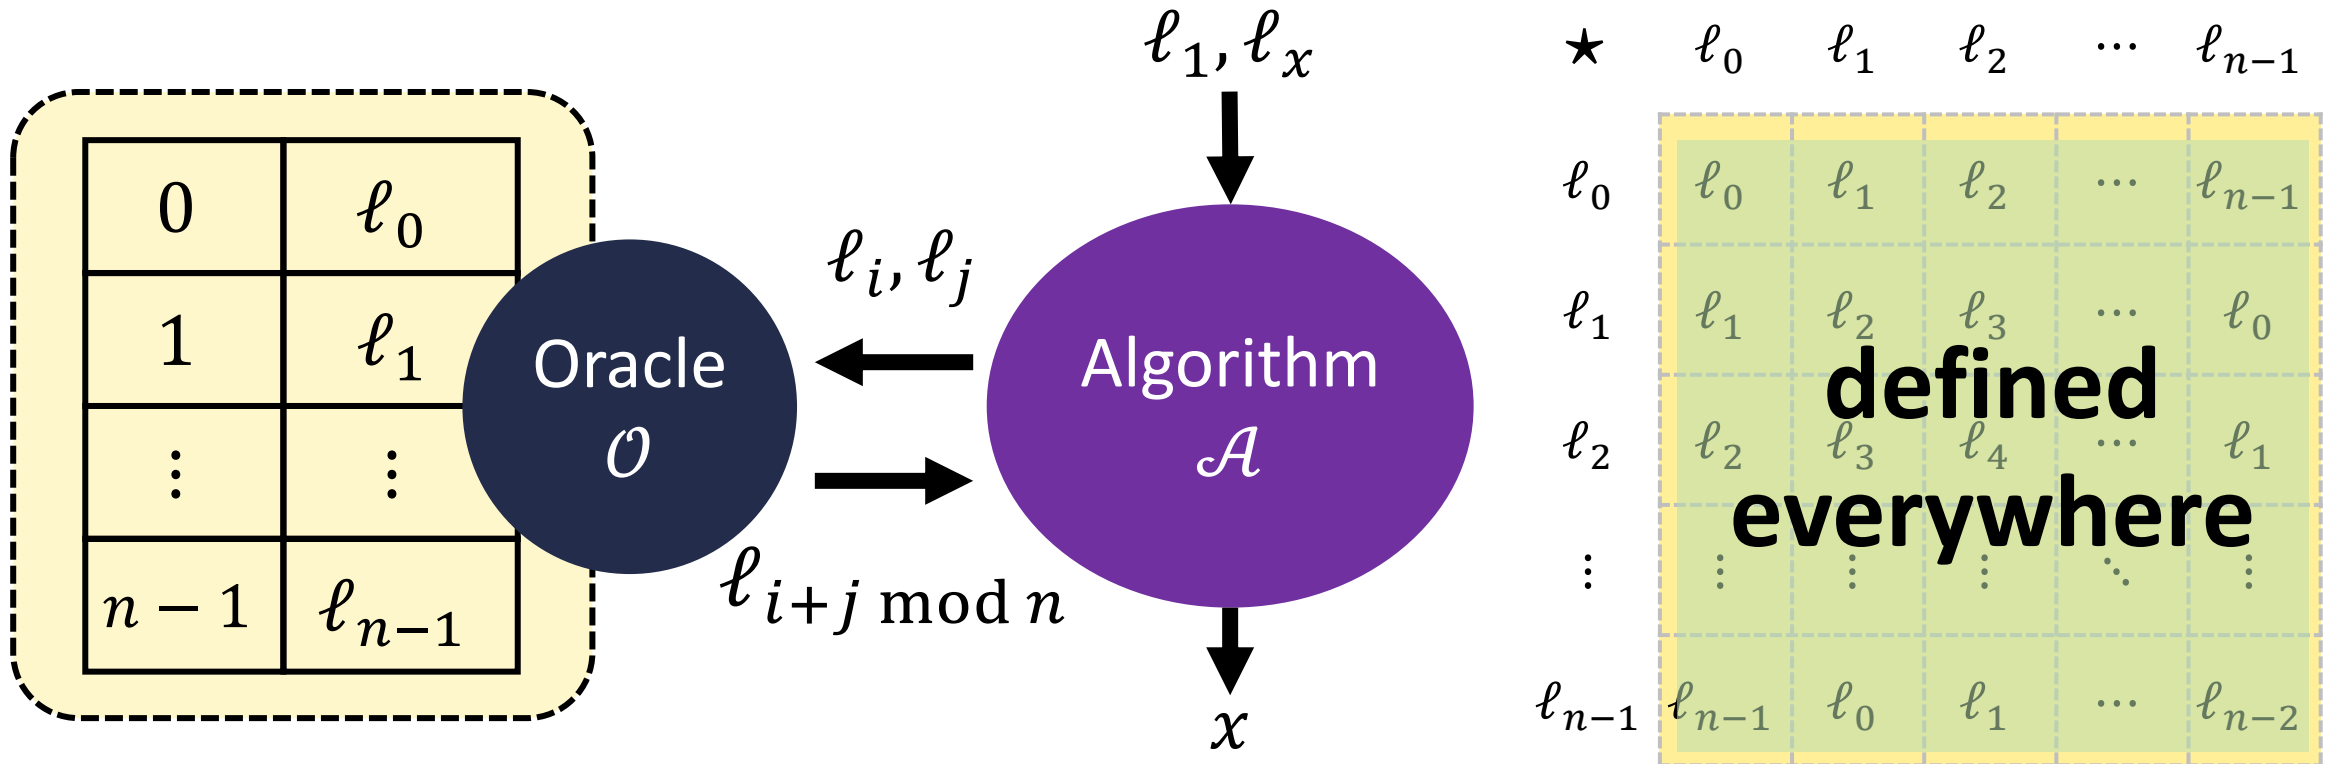 ℓ₁, ℓₓ
0 ℓ₀
1 ℓ₁
⋮ ⋮
n − 1 ℓₙ₋₁
Oracle
𝒪
ℓᵢ, ℓⱼ
ℓᵢ₊ⱼ mod n
Algorithm
𝒜
x
★ ℓ₀ ℓ₁ ℓ₂ ⋯ ℓₙ₋₁
ℓ₀ ℓ₀ ℓ₁ ℓ₂ ⋯ ℓₙ₋₁
ℓ₁ ℓ₁ ℓ₂ ℓ₃ ⋯ ℓ₀
defined
ℓ₂ ℓ₂ ℓ₃ ℓ₄ ⋯ ℓ₁
everywhere
⋮ ⋮ ⋮ ⋮ ⋱ ⋮
ℓₙ₋₁ ℓₙ₋₁ ℓ₀ ℓ₁ ⋯ ℓₙ₋₂